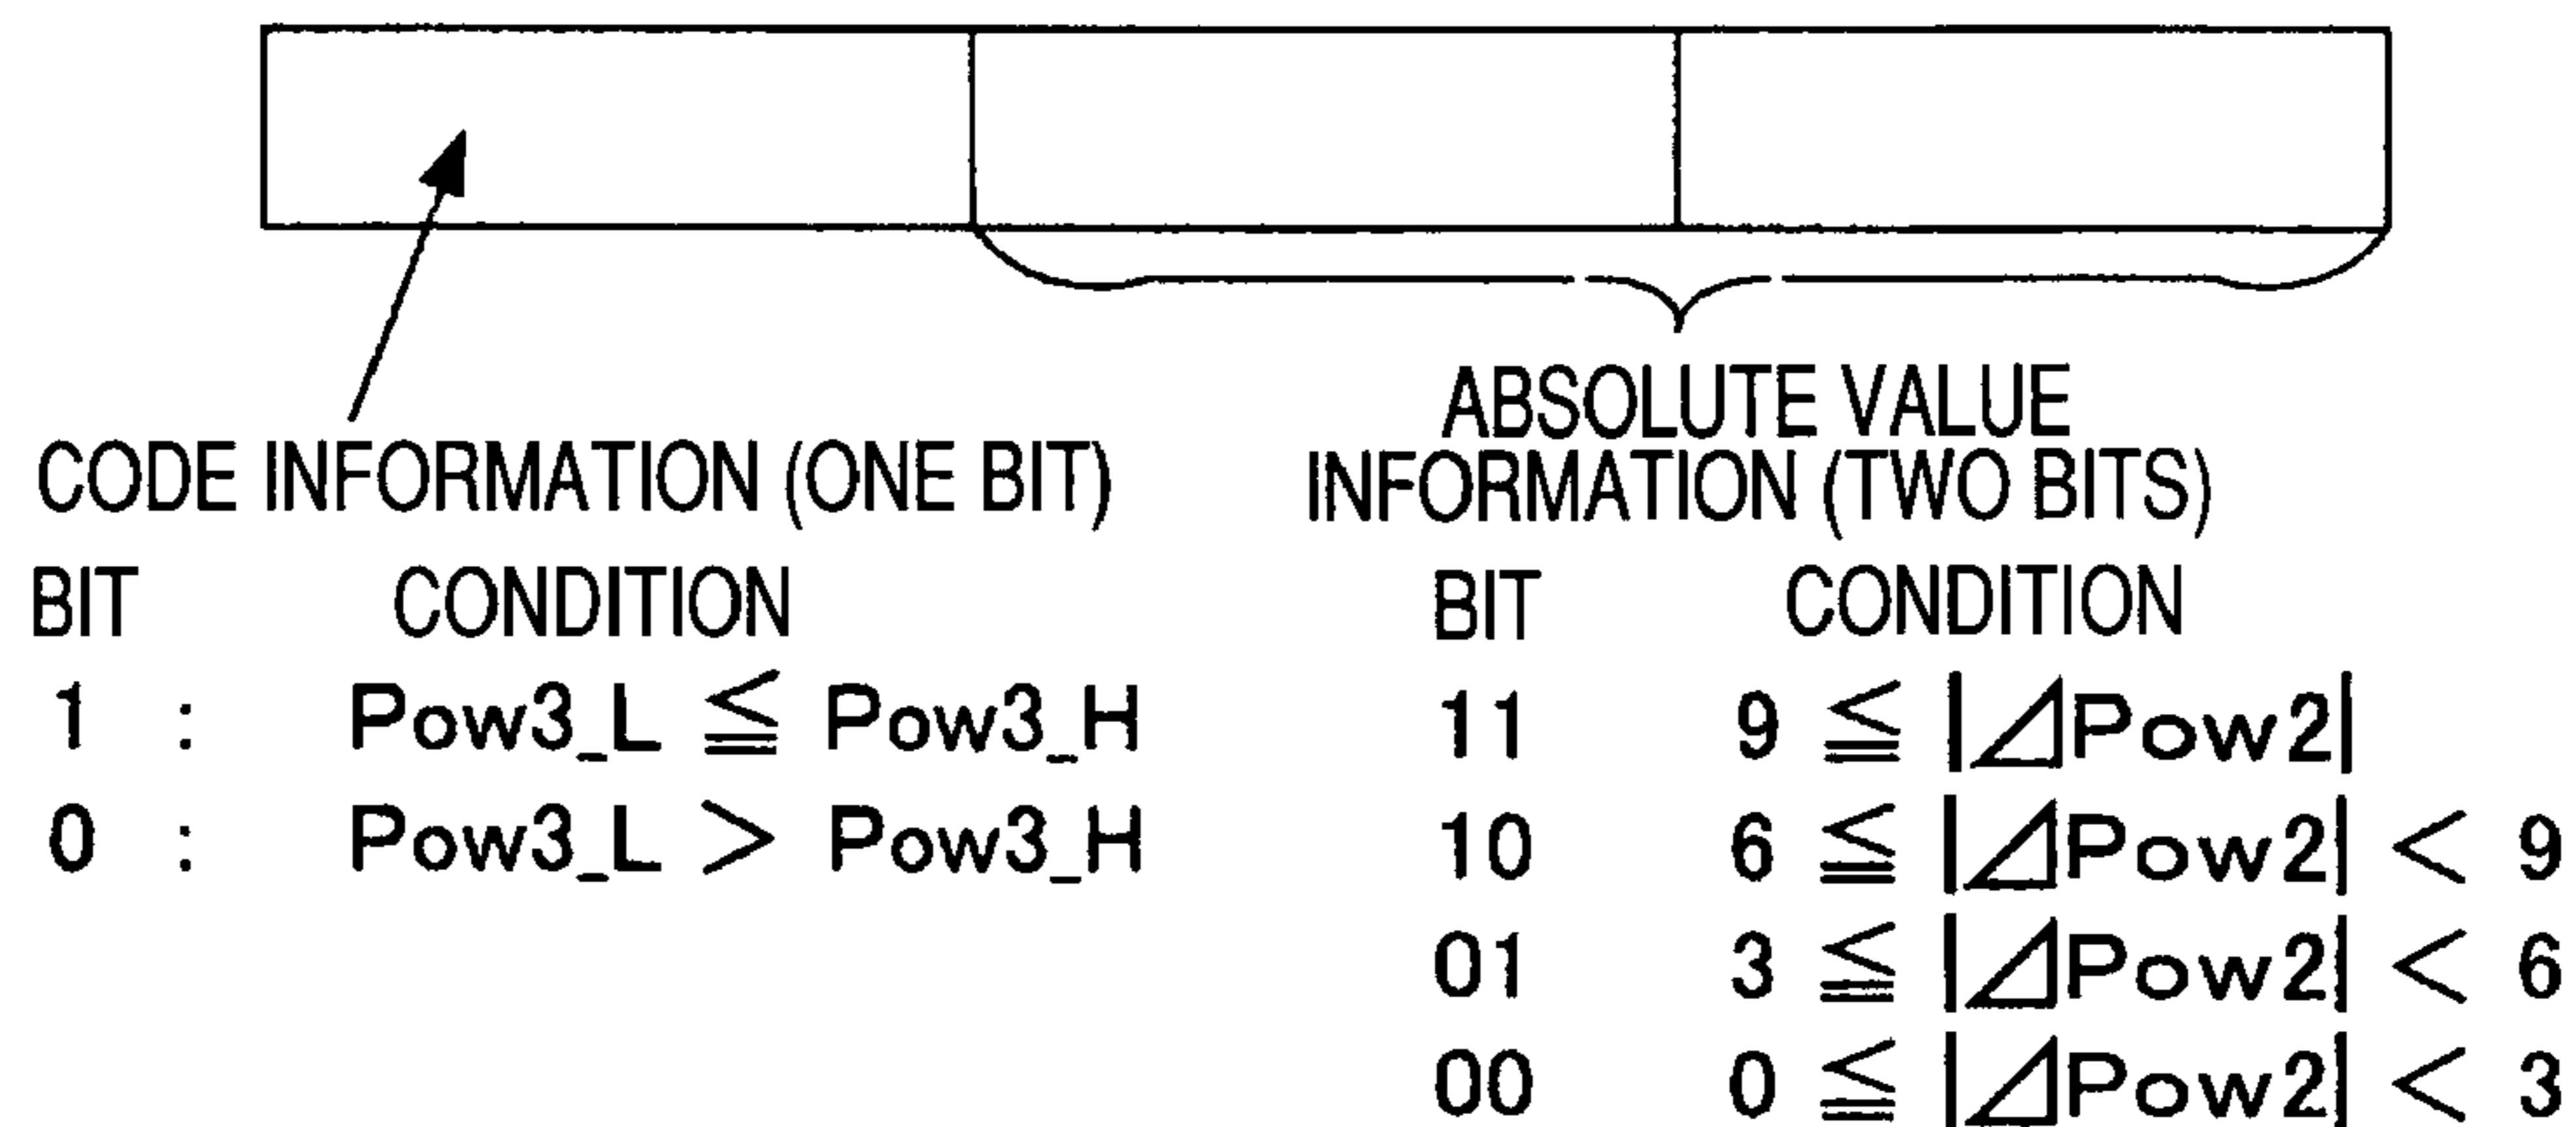 CODE INFORMATION (ONE BIT)
BIT CONDITION
1 : Pow3_L ≦ Pow3_H
0 : Pow3_L > Pow3_H
ABSOLUTE VALUE
INFORMATION (TWO BITS)
BIT CONDITION
11 9 ≦ |⊿Pow2|
10 6 ≦ |⊿Pow2| < 9
01 3 ≦ |⊿Pow2| < 6
00 0 ≦ |⊿Pow2| < 3